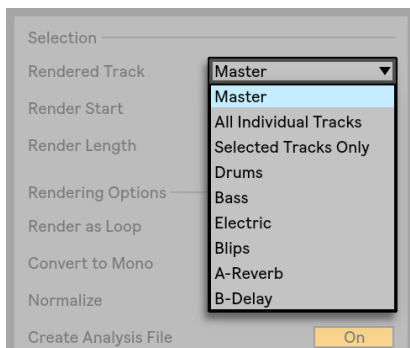 Selection
Rendered Track Master
Master
All Individual Tracks
Selected Tracks Only
Drums
Bass
Electric
Blips
A-Reverb
B-Delay
Render Start
Render Length
Rendering Options
Render as Loop
Convert to Mono
Normalize
Create Analysis File On